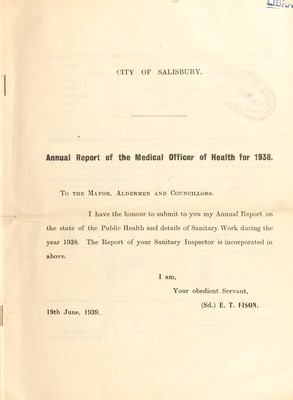 LIBRA
CITY OF SALISBURY.
Annual Report of the Medical Officer of Health for 1938.
To the Mayor, Aldermen and Councillors.
I have the honour to submit to you my Annual Report on
the state of the Public Health and details of Sanitary Work during the
year 1938. The Report of your Sanitary Inspector is incorporated in
above.
I am,
Your obedient Servant,
(Sd.) E. T. FISON.
19th June, 1939.